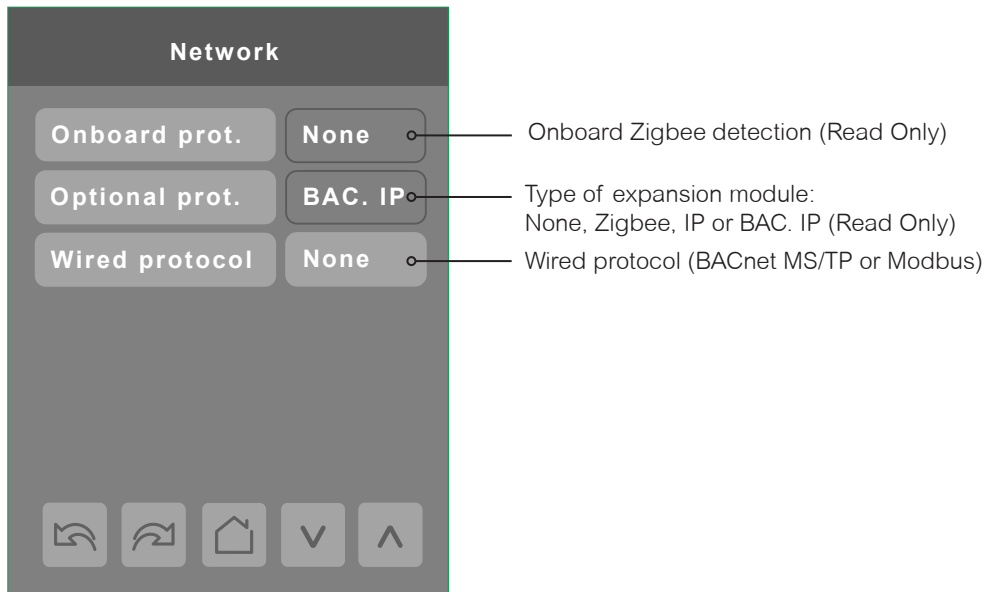 Network
Onboard prot. None
Onboard Zigbee detection (Read Only)
Optional prot. BAC. IP
Type of expansion module:
None, Zigbee, IP or BAC. IP (Read Only)
Wired protocol None
Wired protocol (BACnet MS/TP or Modbus)